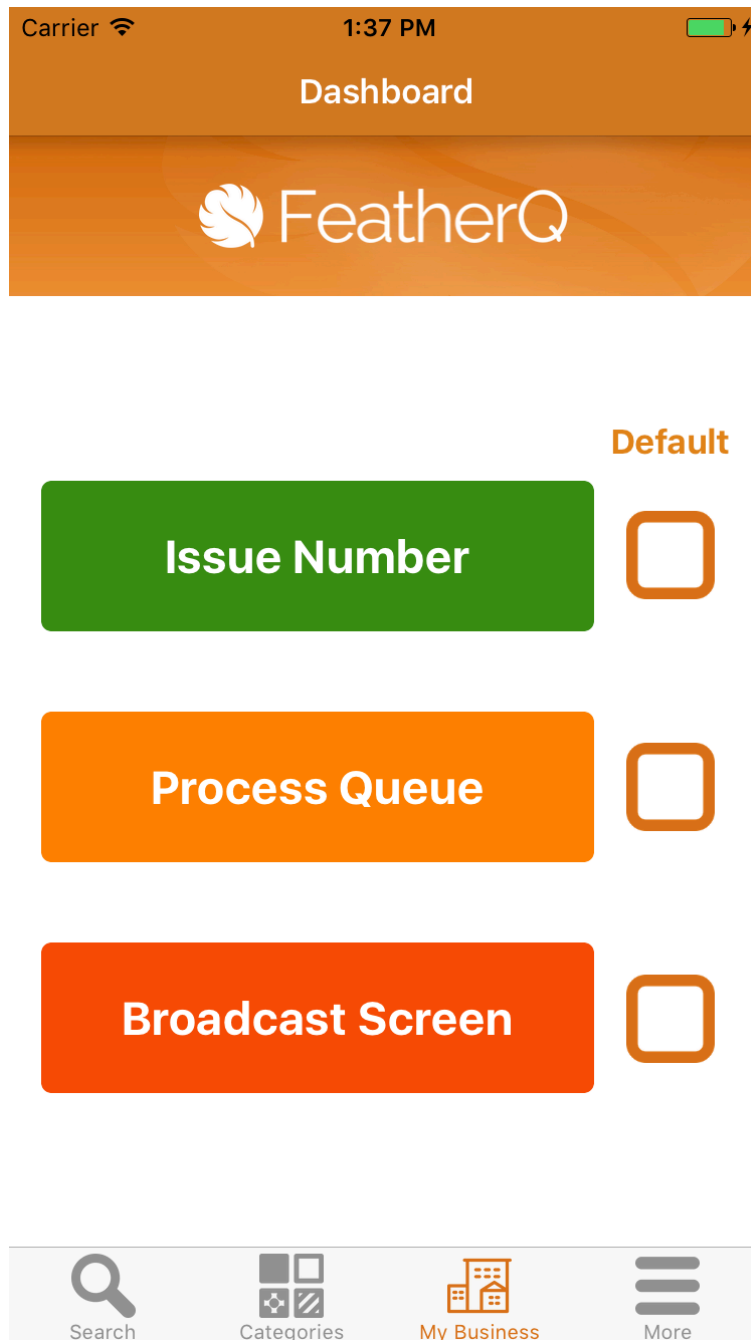 Carrier
1:37 PM
Dashboard
FeatherQ
Default
Issue Number
Process Queue
Broadcast Screen
Search
Categories
My Business
More